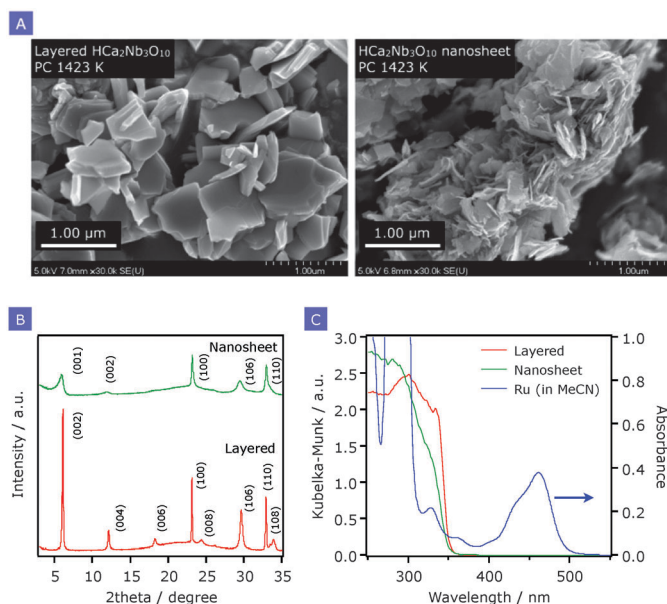 A
Layered HCa₂Nb₃O₁₀
PC 1423 K
1.00 µm
5.0kV 7.0mm x30.0k SE(U)
1.00um
HCa₂Nb₃O₁₀ nanosheet
PC 1423 K
1.00 µm
5.0kV 6.8mm x30.0k SE(U)
1.00um
B
Intensity / a.u.
Nanosheet
(001)
(002)
(100)
(106)
(110)
Layered
(002)
(004)
(006)
(100)
(008)
(106)
(110)
(108)
5 10 15 20 25 30 35
2theta / degree
C
Kubelka-Munk / a.u.
3.0
2.5
2.0
1.5
1.0
0.5
0.0
Layered
Nanosheet
Ru (in MeCN)
1.0
0.8
0.6
0.4
0.2
0.0
Absorbance
300 400 500
Wavelength / nm